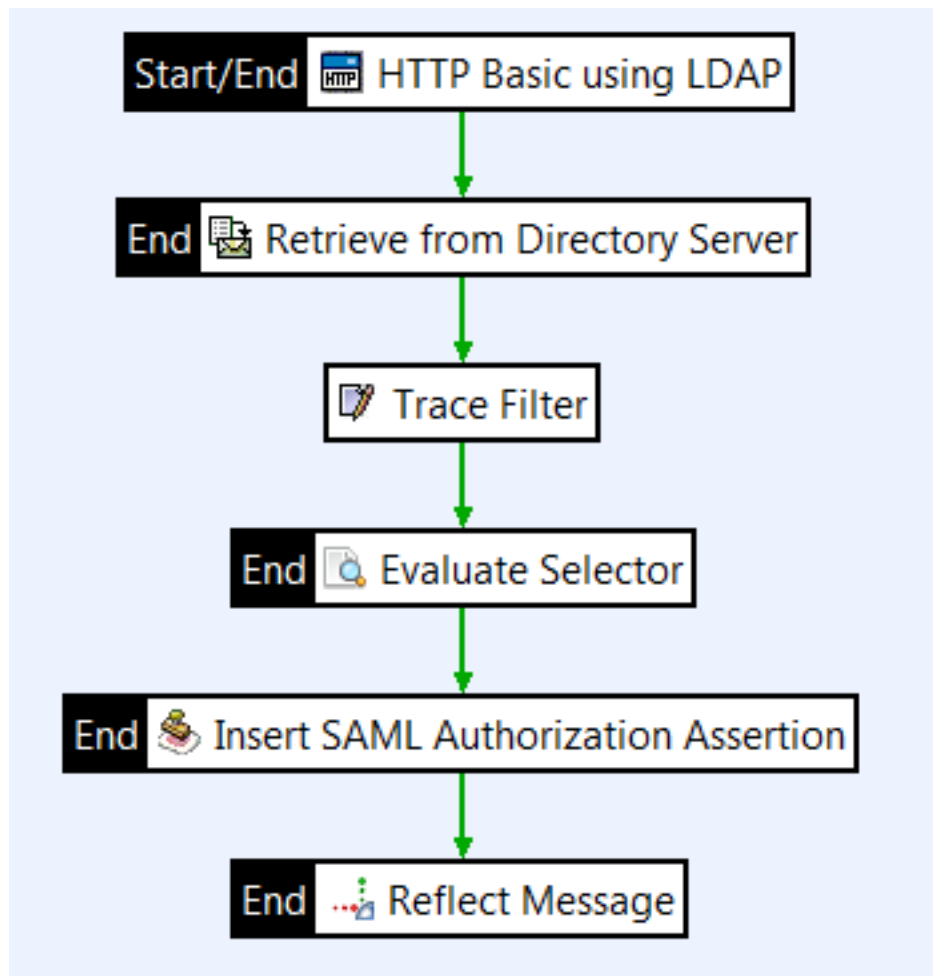 Start/End HTTP HTTP Basic using LDAP
End Retrieve from Directory Server
Trace Filter
End Evaluate Selector
End Insert SAML Authorization Assertion
End Reflect Message